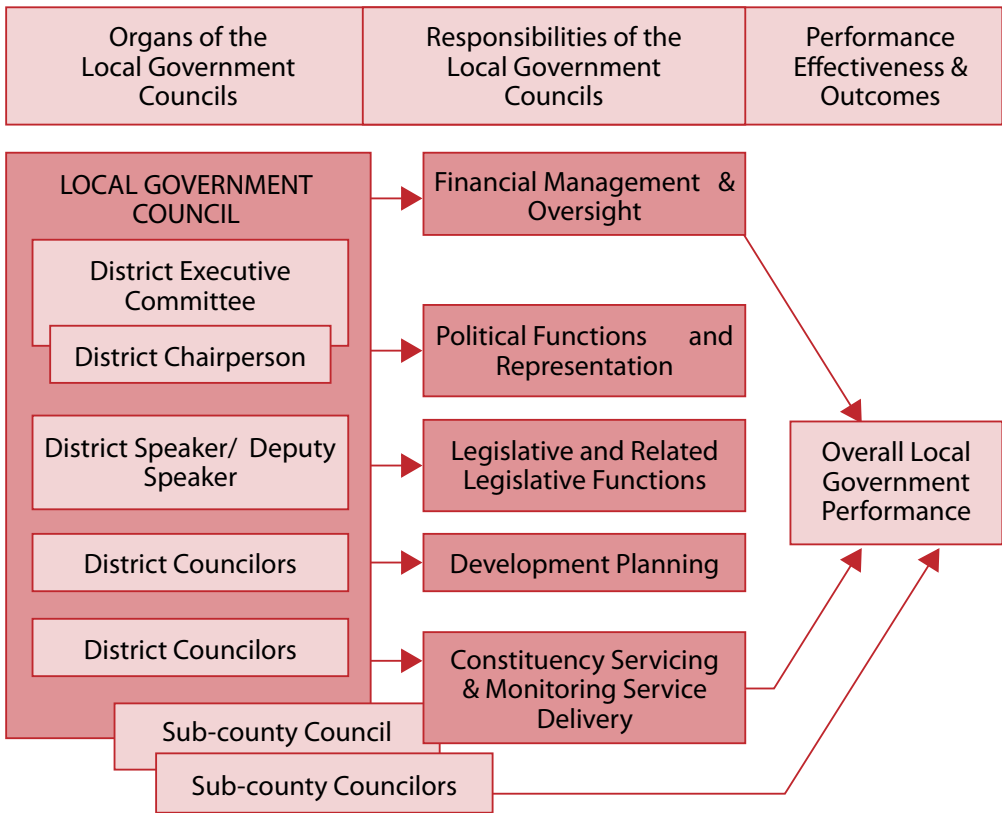 Organs of the
Local Government
Councils
Responsibilities of the
Local Government
Councils
Performance
Effectiveness &
Outcomes
LOCAL GOVERNMENT
COUNCIL
District Executive
Committee
District Chairperson
District Speaker/ Deputy
Speaker
District Councilors
District Councilors
Sub-county Council
Sub-county Councilors
Financial Management &
Oversight
Political Functions and
Representation
Legislative and Related
Legislative Functions
Development Planning
Constituency Servicing
& Monitoring Service
Delivery
Overall Local
Government
Performance